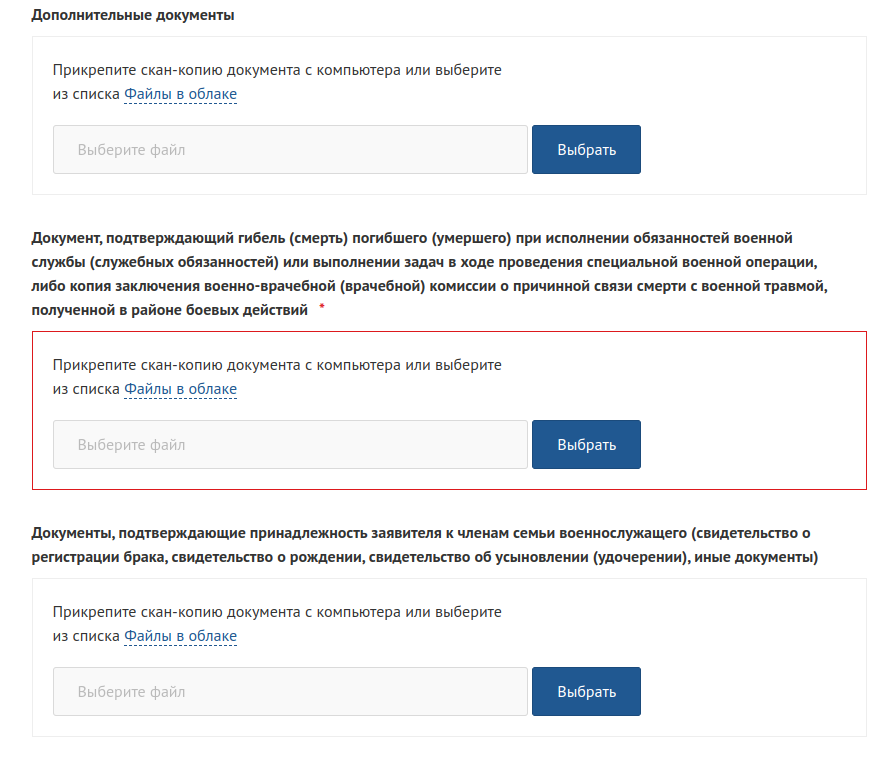 Дополнительные документы
Прикрепите скан-копию документа с компьютера или выберите
из списка Файлы в облаке
Выберите файл
Выбрать
Документ, подтверждающий гибель (смерть) погибшего (умершего) при исполнении обязанностей военной
службы (служебных обязанностей) или выполнении задач в ходе проведения специальной военной операции,
либо копия заключения военно-врачебной (врачебной) комиссии о причинной связи смерти с военной травмой,
полученной в районе боевых действий *
Прикрепите скан-копию документа с компьютера или выберите
из списка Файлы в облаке
Выберите файл
Выбрать
Документы, подтверждающие принадлежность заявителя к членам семьи военнослужащего (свидетельство о
регистрации брака, свидетельство о рождении, свидетельство об усыновлении (удочерении), иные документы)
Прикрепите скан-копию документа с компьютера или выберите
из списка Файлы в облаке
Выберите файл
Выбрать